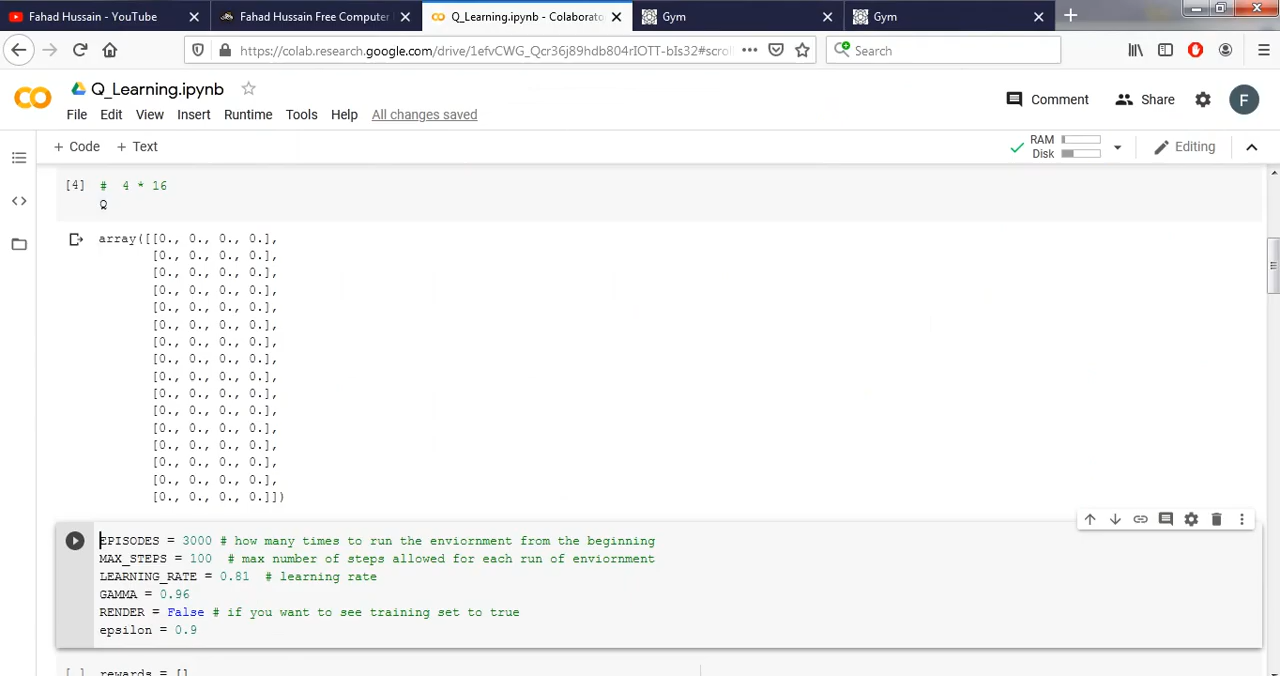 Fahad Hussain - YouTube
Fahad Hussain Free Computer
Q_Learning.ipynb - Colaborato
Gym
Gym
https://colab.research.google.com/drive/1efvCWG_Qcr36j89hdb804rIOTT-bIs32#scrol
Search
Q_Learning.ipynb
Comment
Share
F
File Edit View Insert Runtime Tools Help All changes saved
+ Code + Text
RAM
Disk
Editing
[4] # 4 * 16
Q
array([[0., 0., 0., 0.],
[0., 0., 0., 0.],
[0., 0., 0., 0.],
[0., 0., 0., 0.],
[0., 0., 0., 0.],
[0., 0., 0., 0.],
[0., 0., 0., 0.],
[0., 0., 0., 0.],
[0., 0., 0., 0.],
[0., 0., 0., 0.],
[0., 0., 0., 0.],
[0., 0., 0., 0.],
[0., 0., 0., 0.],
[0., 0., 0., 0.],
[0., 0., 0., 0.],
[0., 0., 0., 0.]])
EPISODES = 3000 # how many times to run the enviornment from the beginning
MAX_STEPS = 100 # max number of steps allowed for each run of enviornment
LEARNING_RATE = 0.81 # learning rate
GAMMA = 0.96
RENDER = False # if you want to see training set to true
epsilon = 0.9
[ ] rewards = []